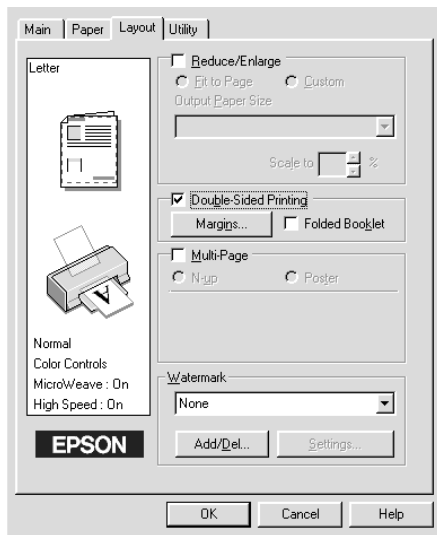 Main Paper Layout Utility
Letter
Normal
Color Controls
MicroWeave : On
High Speed : On
EPSON
Reduce/Enlarge
Fit to Page Custom
Output Paper Size
Scale to %
Double-Sided Printing
Margins... Folded Booklet
Multi-Page
N-up Poster
Watermark
None
Add/Del... Settings...
OK Cancel Help